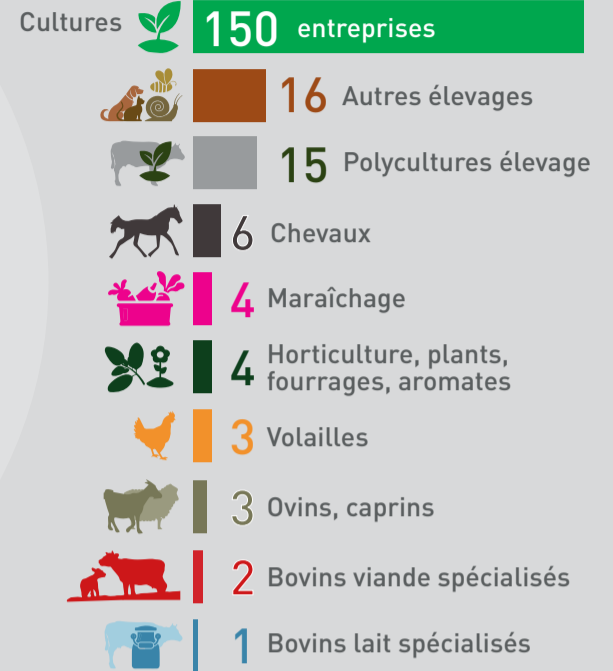 Cultures 150 entreprises
16 Autres élevages
15 Polycultures élevage
6 Chevaux
4 Maraîchage
4 Horticulture, plants,
fourrages, aromates
3 Volailles
3 Ovins, caprins
2 Bovins viande spécialisés
1 Bovins lait spécialisés